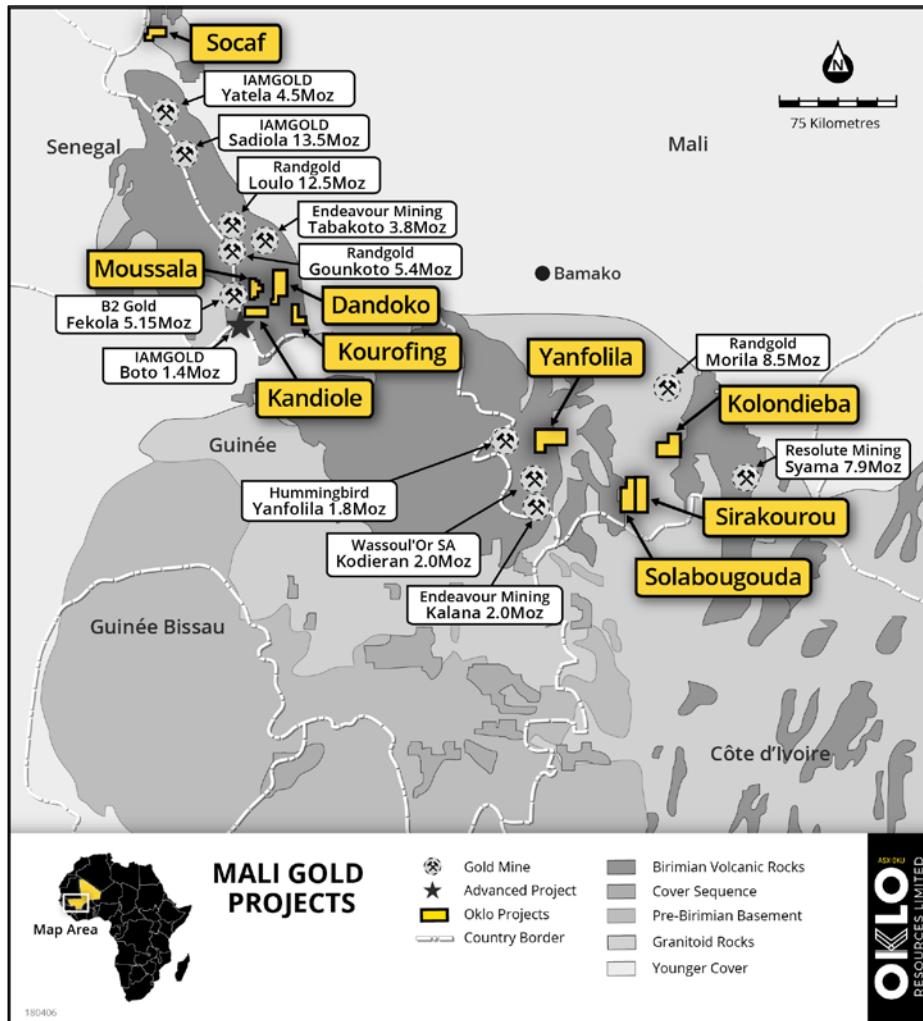 Socaf
IAMGOLD
Yatela 4.5Moz
IAMGOLD
Sadiola 13.5Moz
N
75 Kilometres
Senegal
Mali
Randgold
Loulo 12.5Moz
Endeavour Mining
Tabakoto 3.8Moz
Randgold
Gounkoto 5.4Moz
Moussala
Bamako
Dandoko
B2 Gold
Fekola 5.15Moz
Kourofing
IAMGOLD
Boto 1.4Moz
Kandiole
Yanfolila
Randgold
Morila 8.5Moz
Kolondieba
Guinée
Resolute Mining
Syama 7.9Moz
Hummingbird
Yanfolila 1.8Moz
Sirakourou
Wassoul'Or SA
Kodieran 2.0Moz
Solabougouda
Endeavour Mining
Kalana 2.0Moz
Guinée Bissau
Côte d’Ivoire
Map Area
180406
MALI GOLD
PROJECTS
Gold Mine
Advanced Project
Oklo Projects
Country Border
Birimian Volcanic Rocks
Cover Sequence
Pre-Birimian Basement
Granitoid Rocks
Younger Cover
ASX:OKU
OKLO
RESOURCES LIMITED